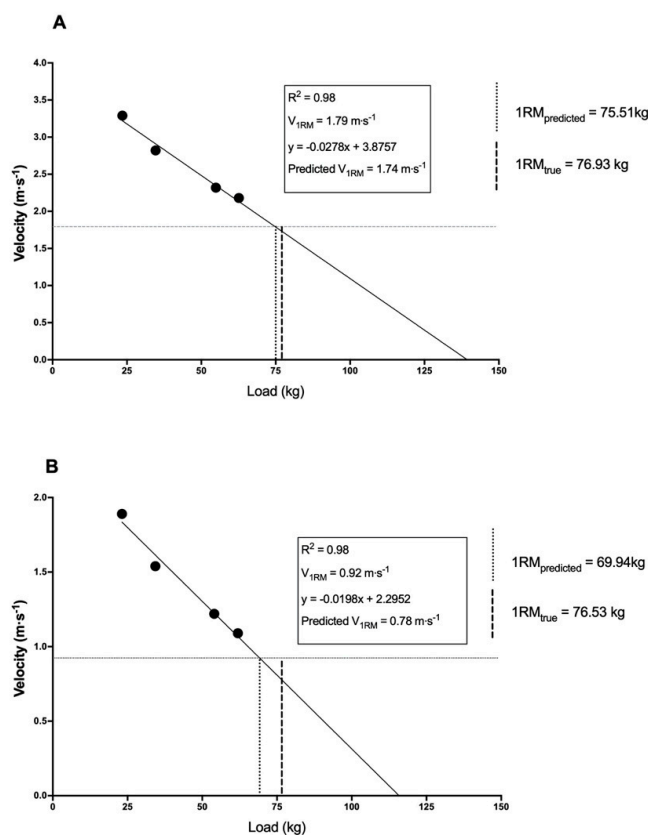 A
4.0
3.5
3.0
2.5
2.0
1.5
1.0
0.5
0.0
Velocity (m·s⁻¹)
0
25
50
75
100
125
150
Load (kg)
R² = 0.98
V₁RM = 1.79 m·s⁻¹
y = -0.0278x + 3.8757
Predicted V₁RM = 1.74 m·s⁻¹
1RMpredicted = 75.51kg
1RMtrue = 76.93 kg
B
2.0
1.5
1.0
0.5
0.0
Velocity (m·s⁻¹)
0
25
50
75
100
125
150
Load (kg)
R² = 0.98
V₁RM = 0.92 m·s⁻¹
y = -0.0198x + 2.2952
Predicted V₁RM = 0.78 m·s⁻¹
1RMpredicted = 69.94kg
1RMtrue = 76.53 kg